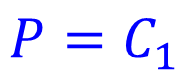 P = C₁